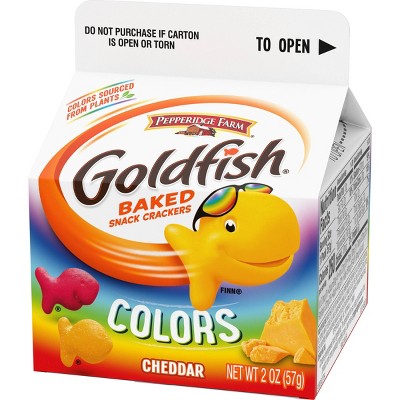 DO NOT PURCHASE IF CARTON
IS OPEN OR TORN
TO OPEN
COLORS SOURCED
FROM PLANTS
PEPPERIDGE FARM
Goldfish®
BAKED
SNACK CRACKERS
FINN®
®
®
COLORS
CHEDDAR
NET WT 2 OZ (57g)